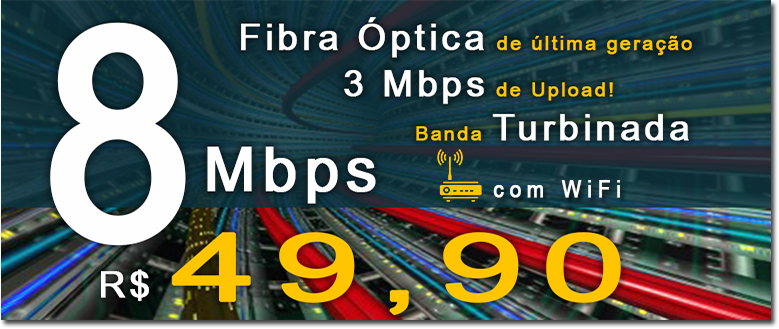 Fibra Óptica de última geração
3 Mbps de Upload!
Banda Turbinada
8 Mbps
com WiFi
R$ 49,90